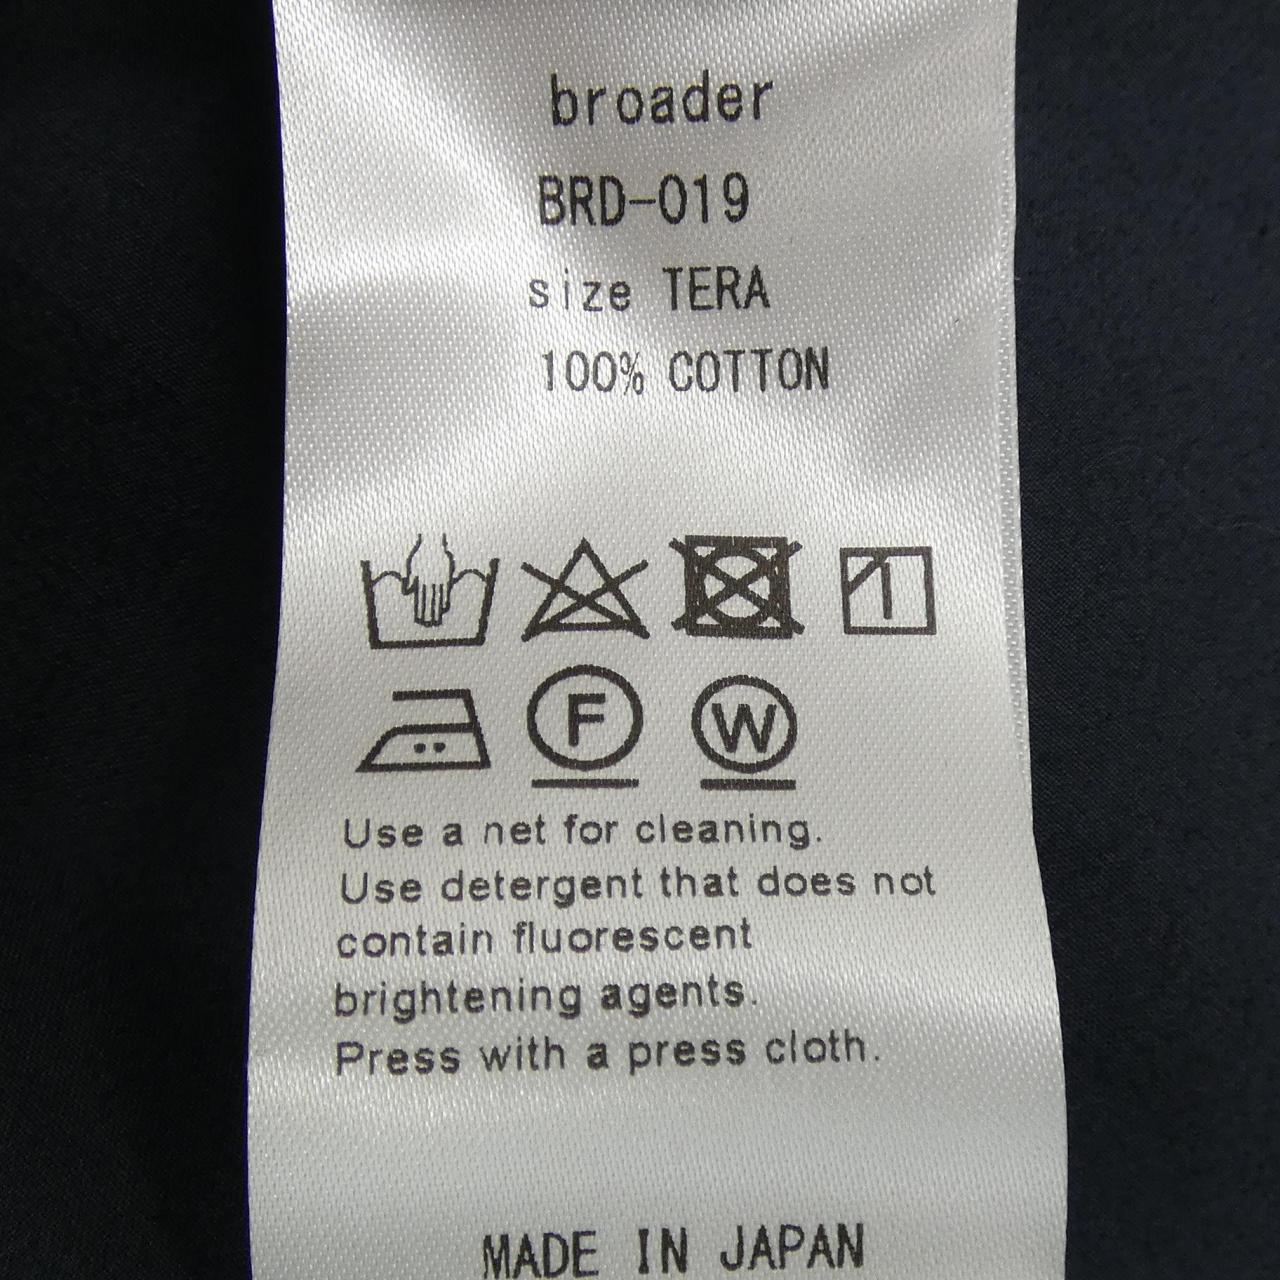 broader
BRD-019
size TERA
100% COTTON
F W
Use a net for cleaning.
Use detergent that does not
contain fluorescent
brightening agents.
Press with a press cloth.
MADE IN JAPAN